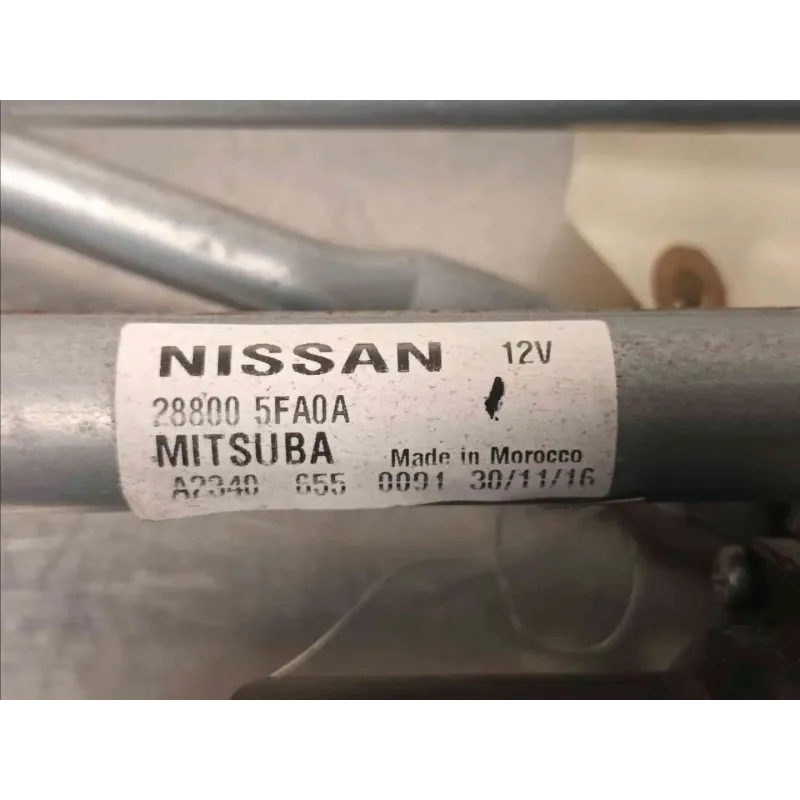 NISSAN 12V
28800 5FA0A
MITSUBA Made in Morocco
A2340 655 0091 30/11/16